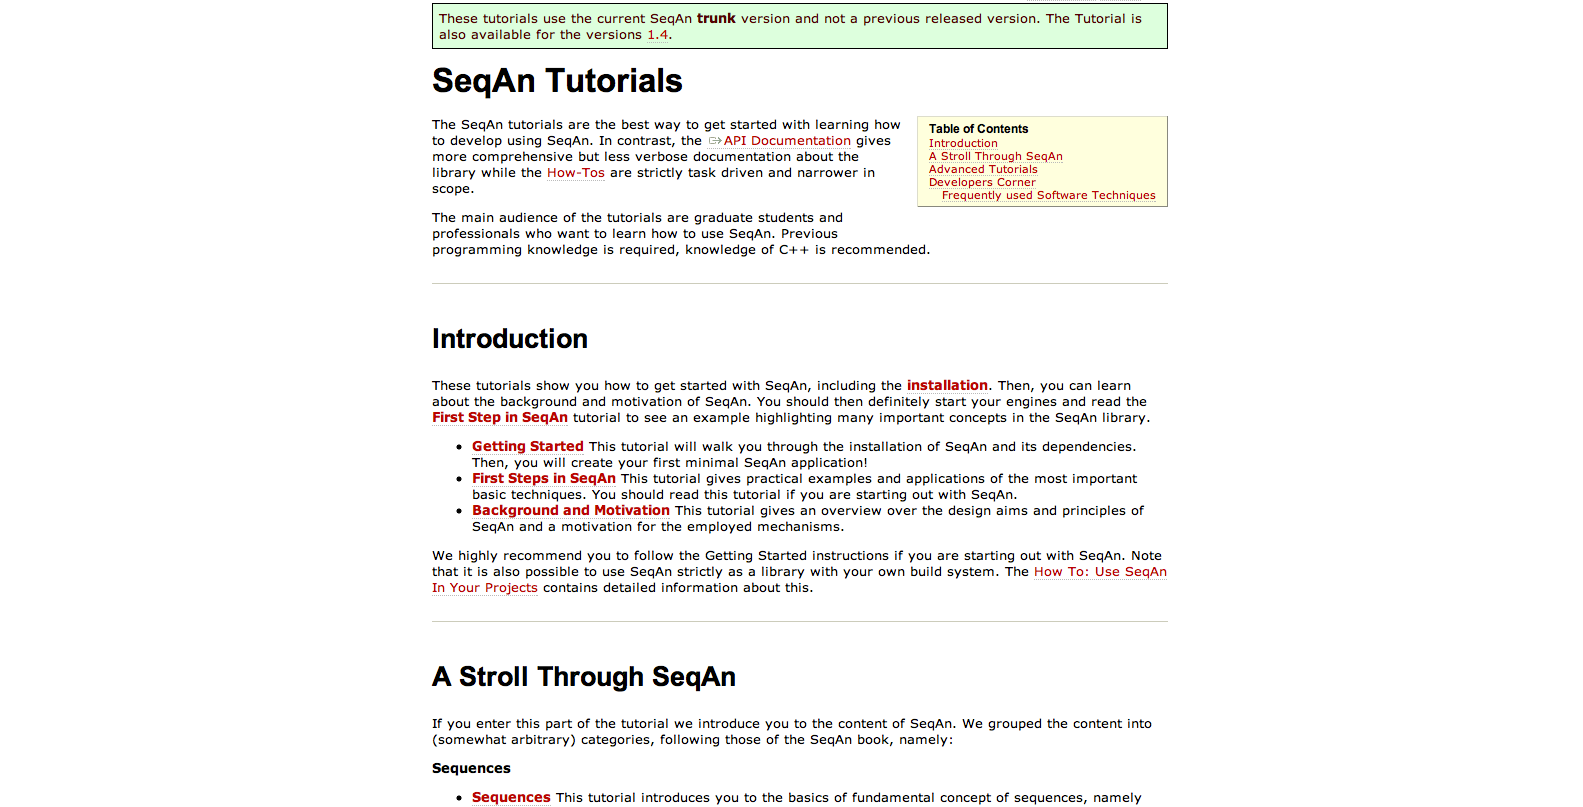 These tutorials use the current SeqAn trunk version and not a previous released version. The Tutorial is
also available for the versions 1.4.
SeqAn Tutorials
The SeqAn tutorials are the best way to get started with learning how
to develop using SeqAn. In contrast, the API Documentation gives
more comprehensive but less verbose documentation about the
library while the How-Tos are strictly task driven and narrower in
scope.
Table of Contents
Introduction
A Stroll Through SeqAn
Advanced Tutorials
Developers Corner
Frequently used Software Techniques
The main audience of the tutorials are graduate students and
professionals who want to learn how to use SeqAn. Previous
programming knowledge is required, knowledge of C++ is recommended.
Introduction
These tutorials show you how to get started with SeqAn, including the installation. Then, you can learn
about the background and motivation of SeqAn. You should then definitely start your engines and read the
First Step in SeqAn tutorial to see an example highlighting many important concepts in the SeqAn library.
• Getting Started This tutorial will walk you through the installation of SeqAn and its dependencies.
Then, you will create your first minimal SeqAn application!
• First Steps in SeqAn This tutorial gives practical examples and applications of the most important
basic techniques. You should read this tutorial if you are starting out with SeqAn.
• Background and Motivation This tutorial gives an overview over the design aims and principles of
SeqAn and a motivation for the employed mechanisms.
We highly recommend you to follow the Getting Started instructions if you are starting out with SeqAn. Note
that it is also possible to use SeqAn strictly as a library with your own build system. The How To: Use SeqAn
In Your Projects contains detailed information about this.
A Stroll Through SeqAn
If you enter this part of the tutorial we introduce you to the content of SeqAn. We grouped the content into
(somewhat arbitrary) categories, following those of the SeqAn book, namely:
Sequences
• Sequences This tutorial introduces you to the basics of fundamental concept of sequences, namely